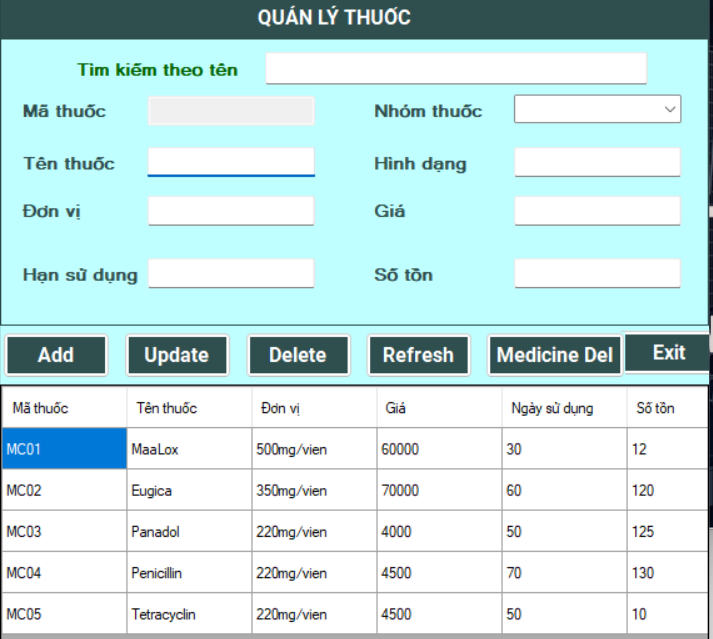 QUÁN LÝ THUỐC
Tìm kiếm theo tên
Mã thuốc Nhóm thuốc
Tên thuốc Hình dạng
Đơn vị Giá
Hạn sử dụng Số tồn
Add Update Delete Refresh Medicine Del Exit
Mã thuốc Tên thuốc Đơn vị Giá Ngày sử dụng Số tồn
MC01 MaaLox 500mg/vien 60000 30 12
MC02 Eugica 350mg/vien 70000 60 120
MC03 Panadol 220mg/vien 4000 50 125
MC04 Penicillin 220mg/vien 4500 70 130
MC05 Tetracyclin 220mg/vien 4500 50 10